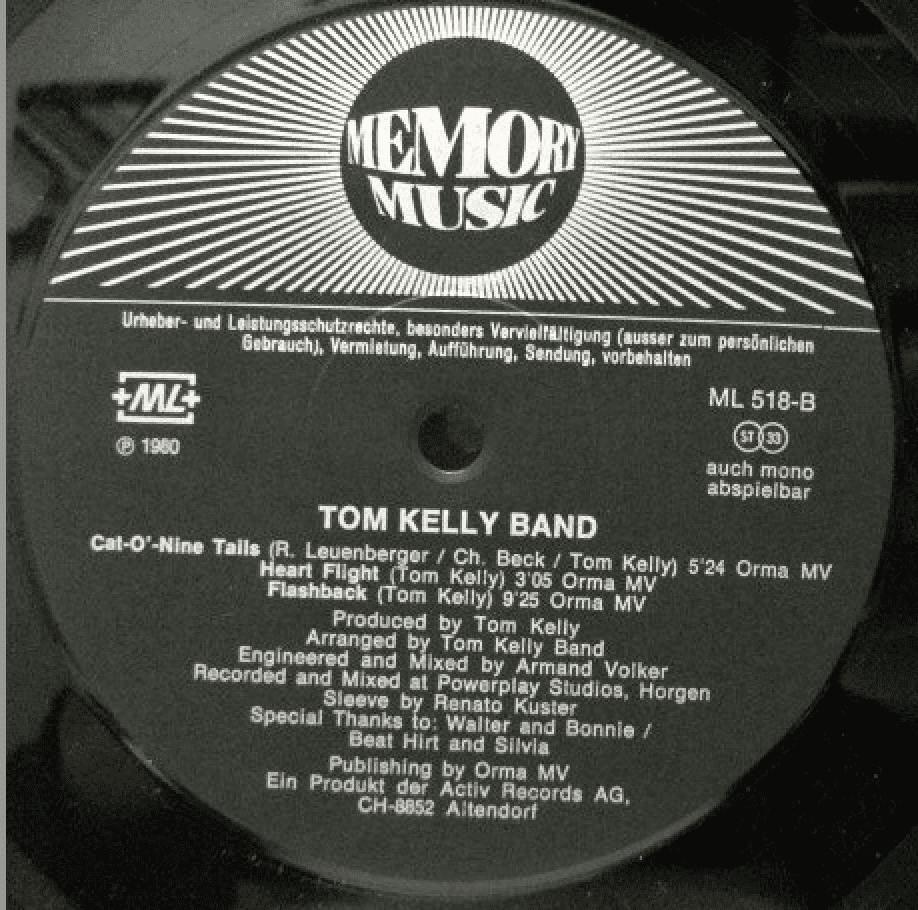 MEMORY
MUSIC
Urheber- und Leistungsschutzrechte, besonders Vervielfältigung (ausser zum persönlichen
Gebrauch), Vermietung, Aufführung, Sendung, vorbehalten
+ML+
℗ 1980
ML 518-B
ST 33
auch mono
abspielbar
TOM KELLY BAND
Cat-O'-Nine Tails (R. Leuenberger / Ch. Beck / Tom Kelly) 5'24 Orma MV
Heart Flight (Tom Kelly) 3'05 Orma MV
Flashback (Tom Kelly) 9'25 Orma MV
Produced by Tom Kelly
Arranged by Tom Kelly Band
Engineered and Mixed by Armand Volker
Recorded and Mixed at Powerplay Studios, Horgen
Sleeve by Renato Kuster
Special Thanks to: Walter and Bonnie /
Beat Hirt and Silvia
Publishing by Orma MV
Ein Produkt der Activ Records AG,
CH-8852 Altendorf